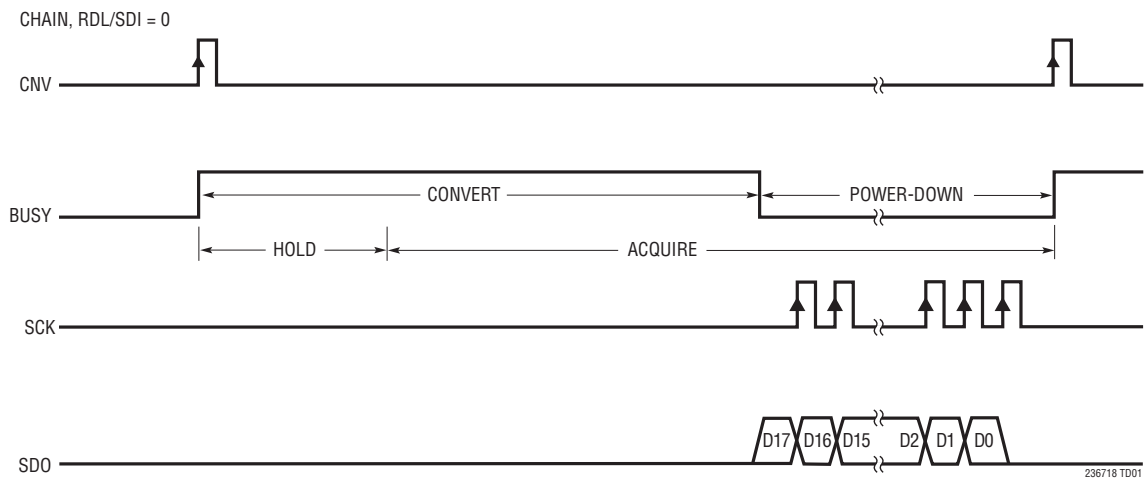 CHAIN, RDL/SDI = 0
CNV
CONVERT
POWER-DOWN
BUSY
HOLD
ACQUIRE
SCK
D17 D16 D15 D2 D1 D0
SDO
236718 TD01